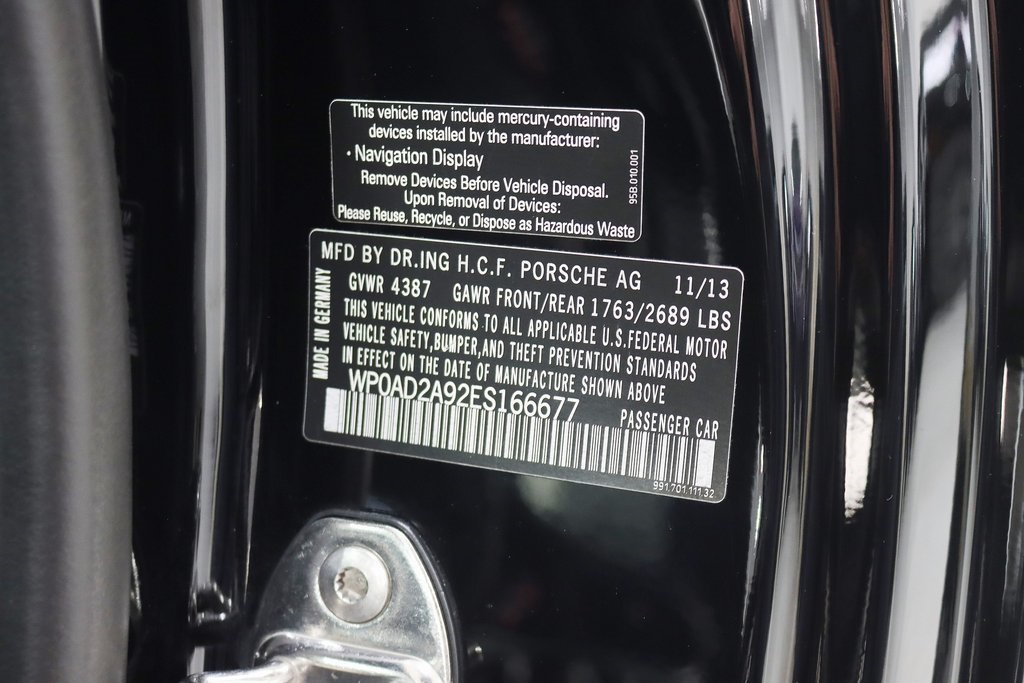 This vehicle may include mercury-containing
devices installed by the manufacturer:
• Navigation Display
Remove Devices Before Vehicle Disposal.
Upon Removal of Devices:
Please Reuse, Recycle, or Dispose as Hazardous Waste
95B.010.001
MFD BY DR.ING H.C.F. PORSCHE AG 11/13
GVWR 4387 GAWR FRONT/REAR 1763/2689 LBS
THIS VEHICLE CONFORMS TO ALL APPLICABLE U.S.FEDERAL MOTOR
VEHICLE SAFETY,BUMPER,AND THEFT PREVENTION STANDARDS
IN EFFECT ON THE DATE OF MANUFACTURE SHOWN ABOVE
MADE IN GERMANY
WP0AD2A92ES166677 PASSENGER CAR
991.701.111.32